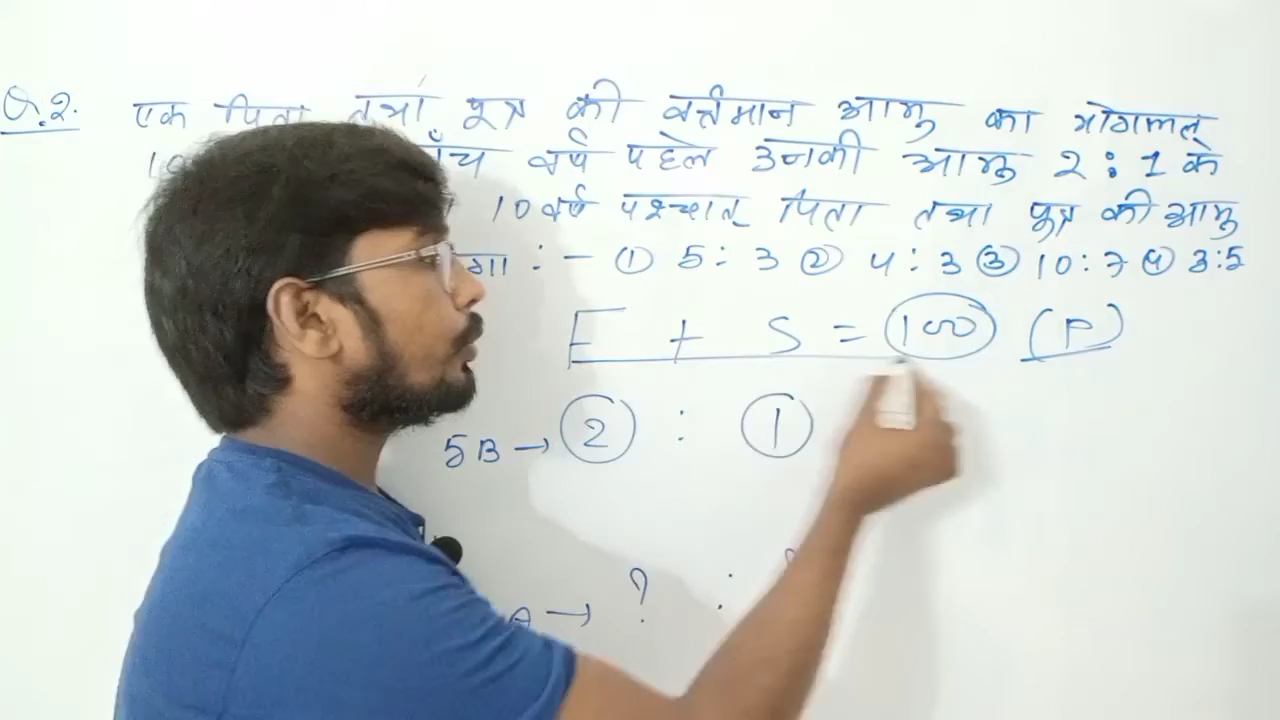 Q.2. एक पिता तथा पुत्र की वर्त्तमान आयु का योगफल
पाँच वर्ष पहले उनकी आयु 2:1 के
10 वर्ष पश्चात् पिता तथा पुत्र की आयु
:- ① 5:3 ② 4:3 ③ 10:7 ④ 3:5
F + S = 100 (P)
5B → 2 : 1
A → ? :